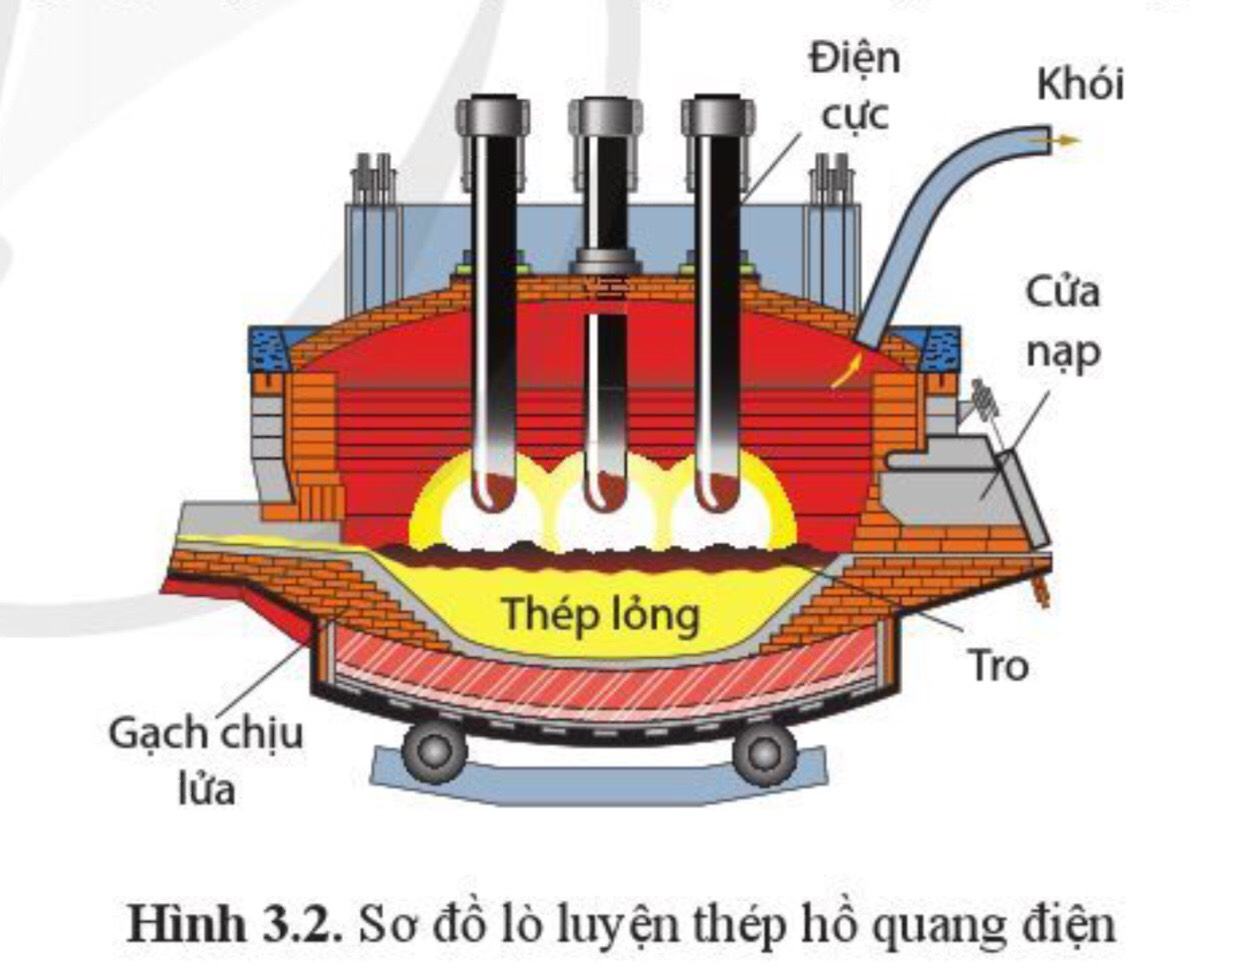 Điện
cực
Khói
Cửa
nạp
Thép lỏng
Tro
Gạch chịu
lửa
Hình 3.2. Sơ đồ lò luyện thép hồ quang điện